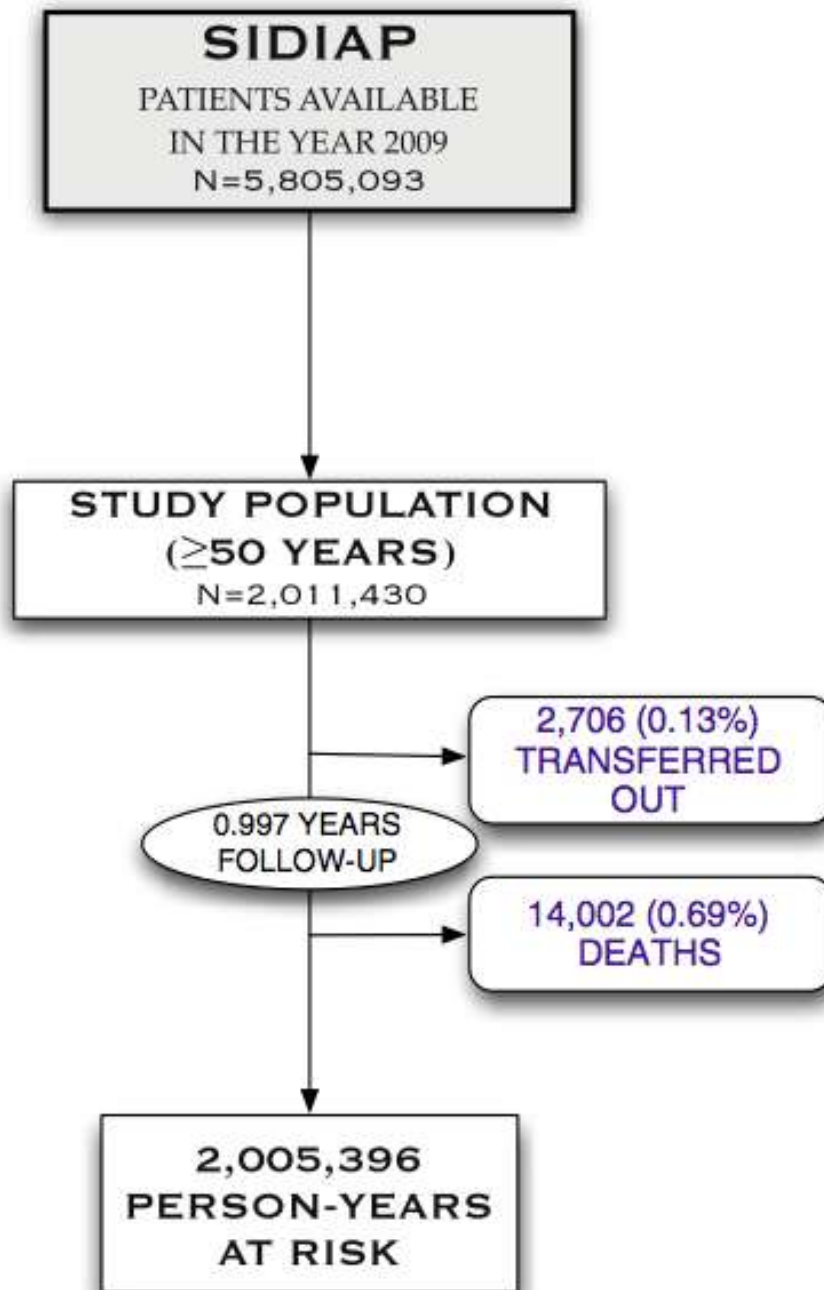 SIDIAP
PATIENTS AVAILABLE
IN THE YEAR 2009
N=5,805,093
STUDY POPULATION
(≥50 YEARS)
N=2,011,430
2,706 (0.13%)
TRANSFERRED
OUT
0.997 YEARS
FOLLOW-UP
14,002 (0.69%)
DEATHS
2,005,396
PERSON-YEARS
AT RISK